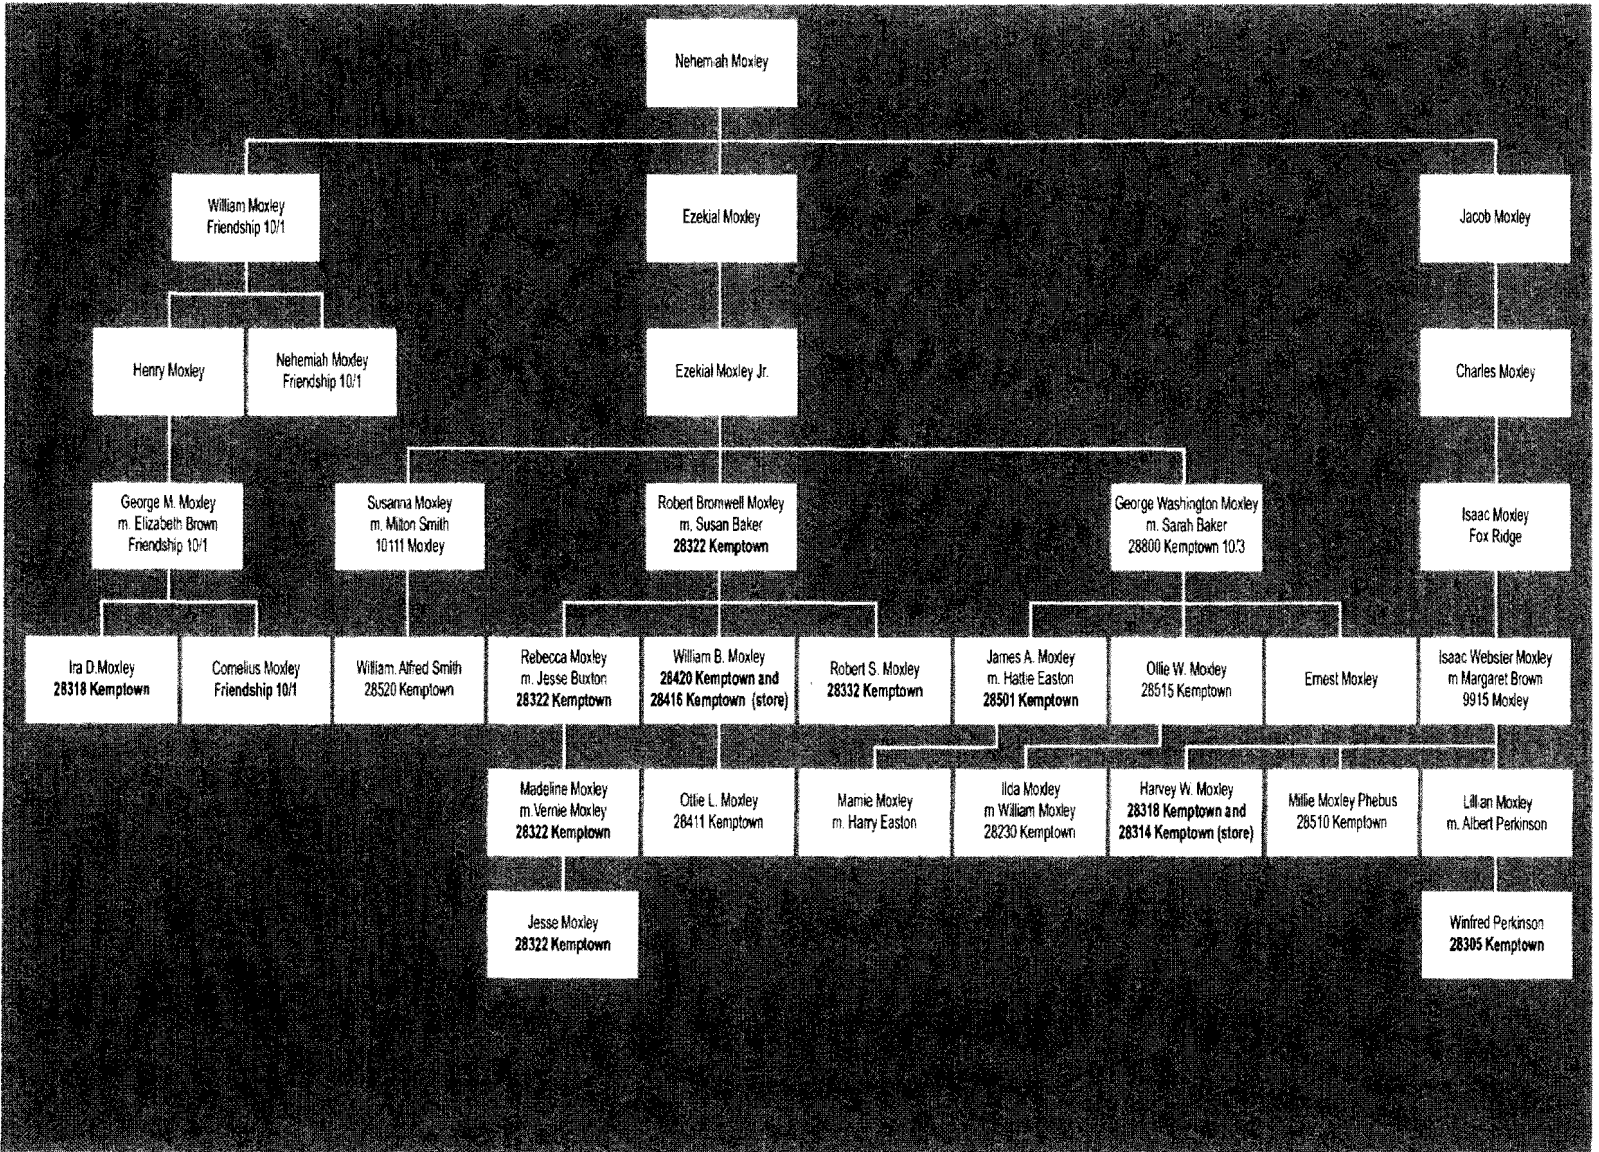 Nehemiah Moxley
William Moxley
Friendship 10/1
Ezekial Moxley
Jacob Moxley
Henry Moxley
Nehemiah Moxley
Friendship 10/1
Ezekial Moxley Jr.
Charles Moxley
George M. Moxley
m. Elizabeth Brown
Friendship 10/1
Susanna Moxley
m. Milton Smith
10111 Moxley
Robert Bromwell Moxley
m. Susan Baker
28322 Kemptown
George Washington Moxley
m. Sarah Baker
28800 Kemptown 10/3
Isaac Moxley
Fox Ridge
Ira D.Moxley
28318 Kemptown
Cornelius Moxley
Friendship 10/1
William. Alfred Smith
28520 Kemptown
Rebecca Moxley
m. Jesse Buxton
28322 Kemptown
William B. Moxley
28420 Kemptown and
28416 Kemptown (store)
Robert S. Moxley
28332 Kemptown
James A. Moxley
m. Hattie Easton
28501 Kemptown
Ollie W. Moxley
28515 Kemptown
Ernest Moxley
Isaac Webster Moxley
m Margaret Brown
9915 Moxley
Madeline Moxley
m.Vernie Moxley
28322 Kemptown
Ottie L. Moxley
28411 Kemptown
Mamie Moxley
m. Harry Easton
Ilda Moxley
m William Moxley
28230 Kemptown
Harvey W. Moxley
28318 Kemptown and
28314 Kemptown (store)
Millie Moxley Phebus
28510 Kemptown
Lillian Moxley
m. Albert Perkinson
Jesse Moxley
28322 Kemptown
Winfred Perkinson
28305 Kemptown